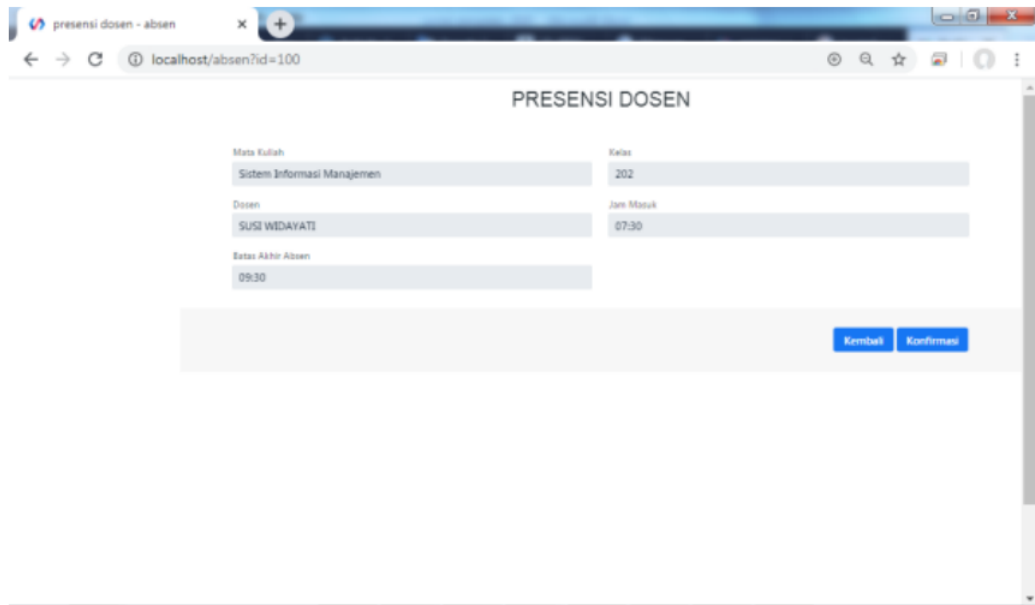 presensi dosen - absen
localhost/absen?id=100
PRESENSI DOSEN
Mata Kuliah
Kelas
Sistem Informasi Manajemen
202
Dosen
Jam Masuk
SUSI WIDAYATI
07:30
Batas Akhir Absen
09:30
Kembali
Konfirmasi